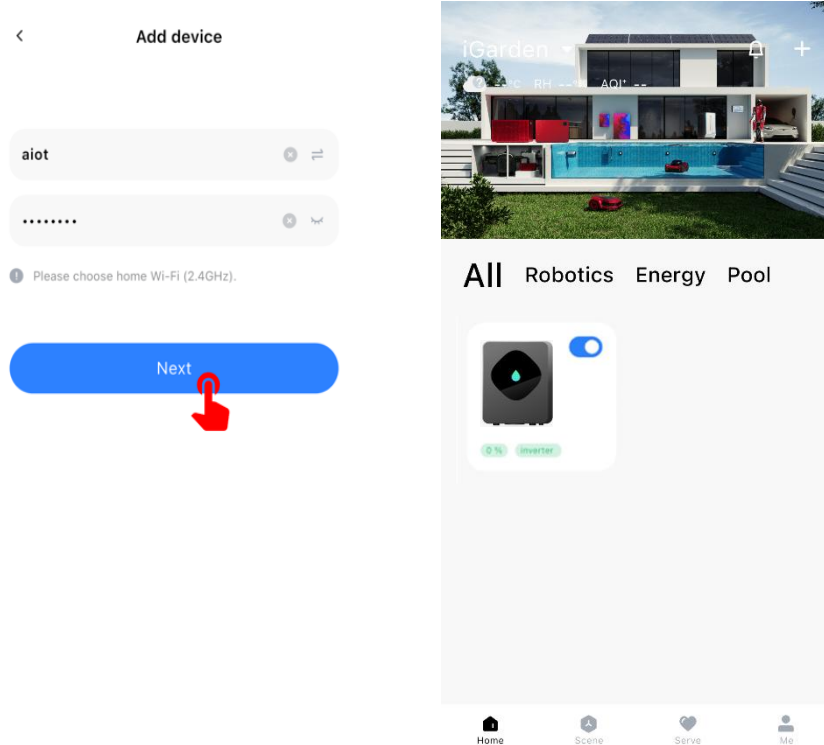 Add device
aiot
••••••••
Please choose home Wi-Fi (2.4GHz).
Next
iGarden
--°C RH --% AQI --
All Robotics Energy Pool
0 % inverter
Home Scene Serve Me